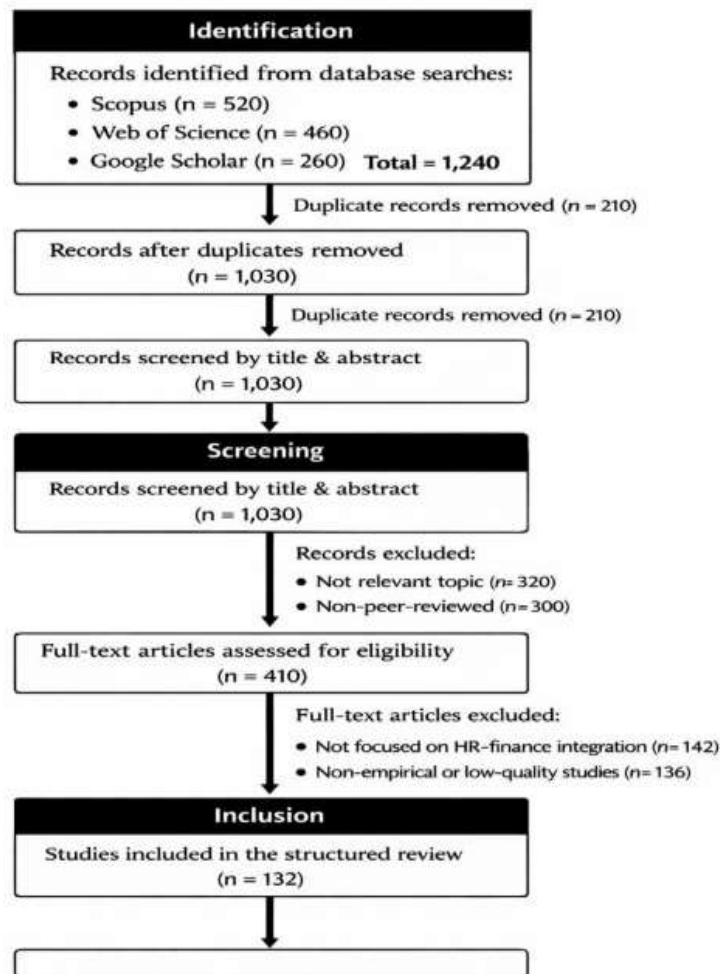 Identification
Records identified from database searches:
• Scopus (n = 520)
• Web of Science (n = 460)
• Google Scholar (n = 260) Total = 1,240
Duplicate records removed (n = 210)
Records after duplicates removed
(n = 1,030)
Duplicate records removed (n = 210)
Records screened by title & abstract
(n = 1,030)
Screening
Records screened by title & abstract
(n = 1,030)
Records excluded:
• Not relevant topic (n= 320)
• Non-peer-reviewed (n=300)
Full-text articles assessed for eligibility
(n = 410)
Full-text articles excluded:
• Not focused on HR-finance integration (n=142)
• Non-empirical or low-quality studies (n=136)
Inclusion
Studies included in the structured review
(n = 132)